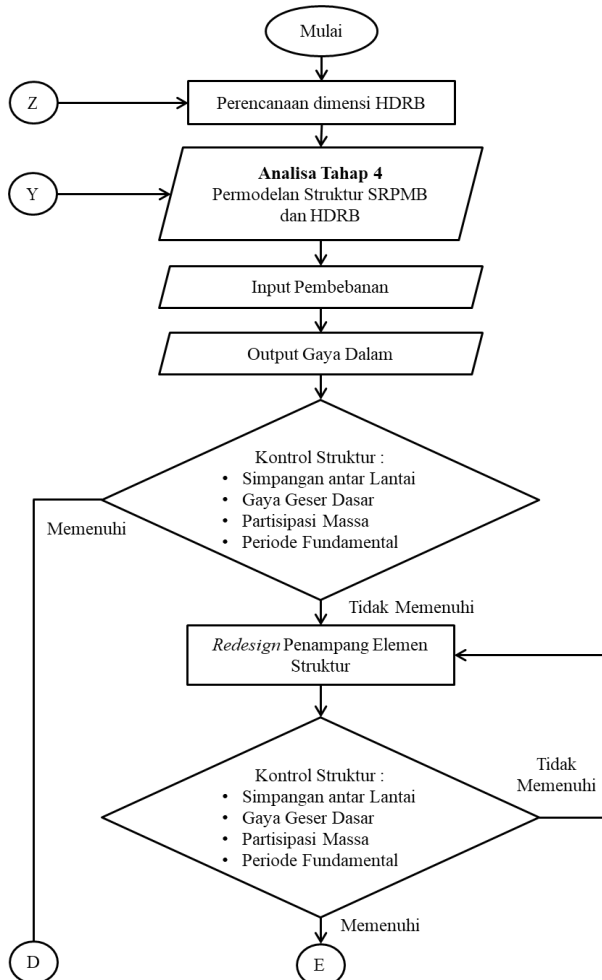 Mulai
Z
Perencanaan dimensi HDRB
Analisa Tahap 4
Y
Permodelan Struktur SRPMB
dan HDRB
Input Pembebanan
Output Gaya Dalam
Kontrol Struktur :
• Simpangan antar Lantai
• Gaya Geser Dasar
• Partisipasi Massa
• Periode Fundamental
Memenuhi
Tidak Memenuhi
Redesign Penampang Elemen
Struktur
Kontrol Struktur :
• Simpangan antar Lantai
• Gaya Geser Dasar
• Partisipasi Massa
• Periode Fundamental
Tidak
Memenuhi
Memenuhi
D
E